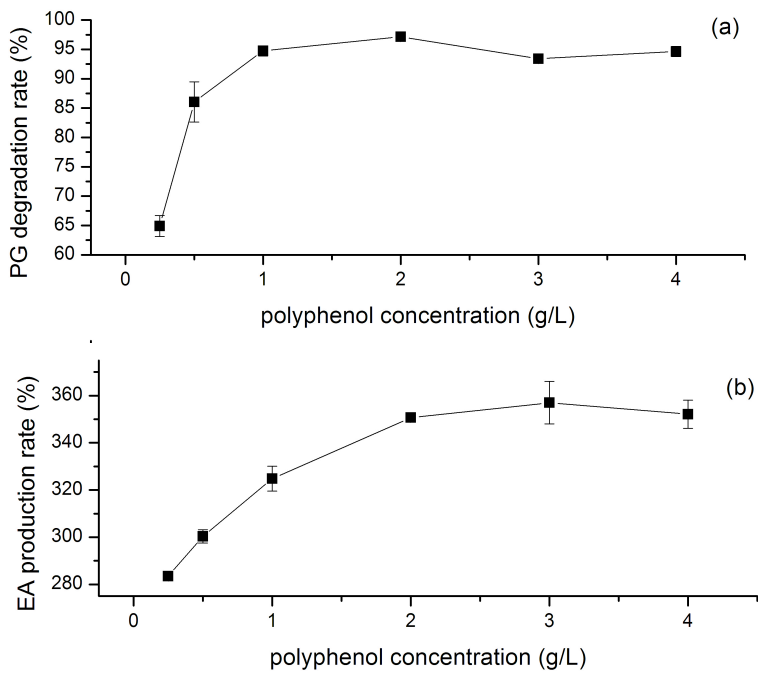 (a)
PG degradation rate (%)
100
95
90
85
80
75
70
65
60
0 1 2 3 4
polyphenol concentration (g/L)
(b)
EA production rate (%)
360
340
320
300
280
0 1 2 3 4
polyphenol concentration (g/L)